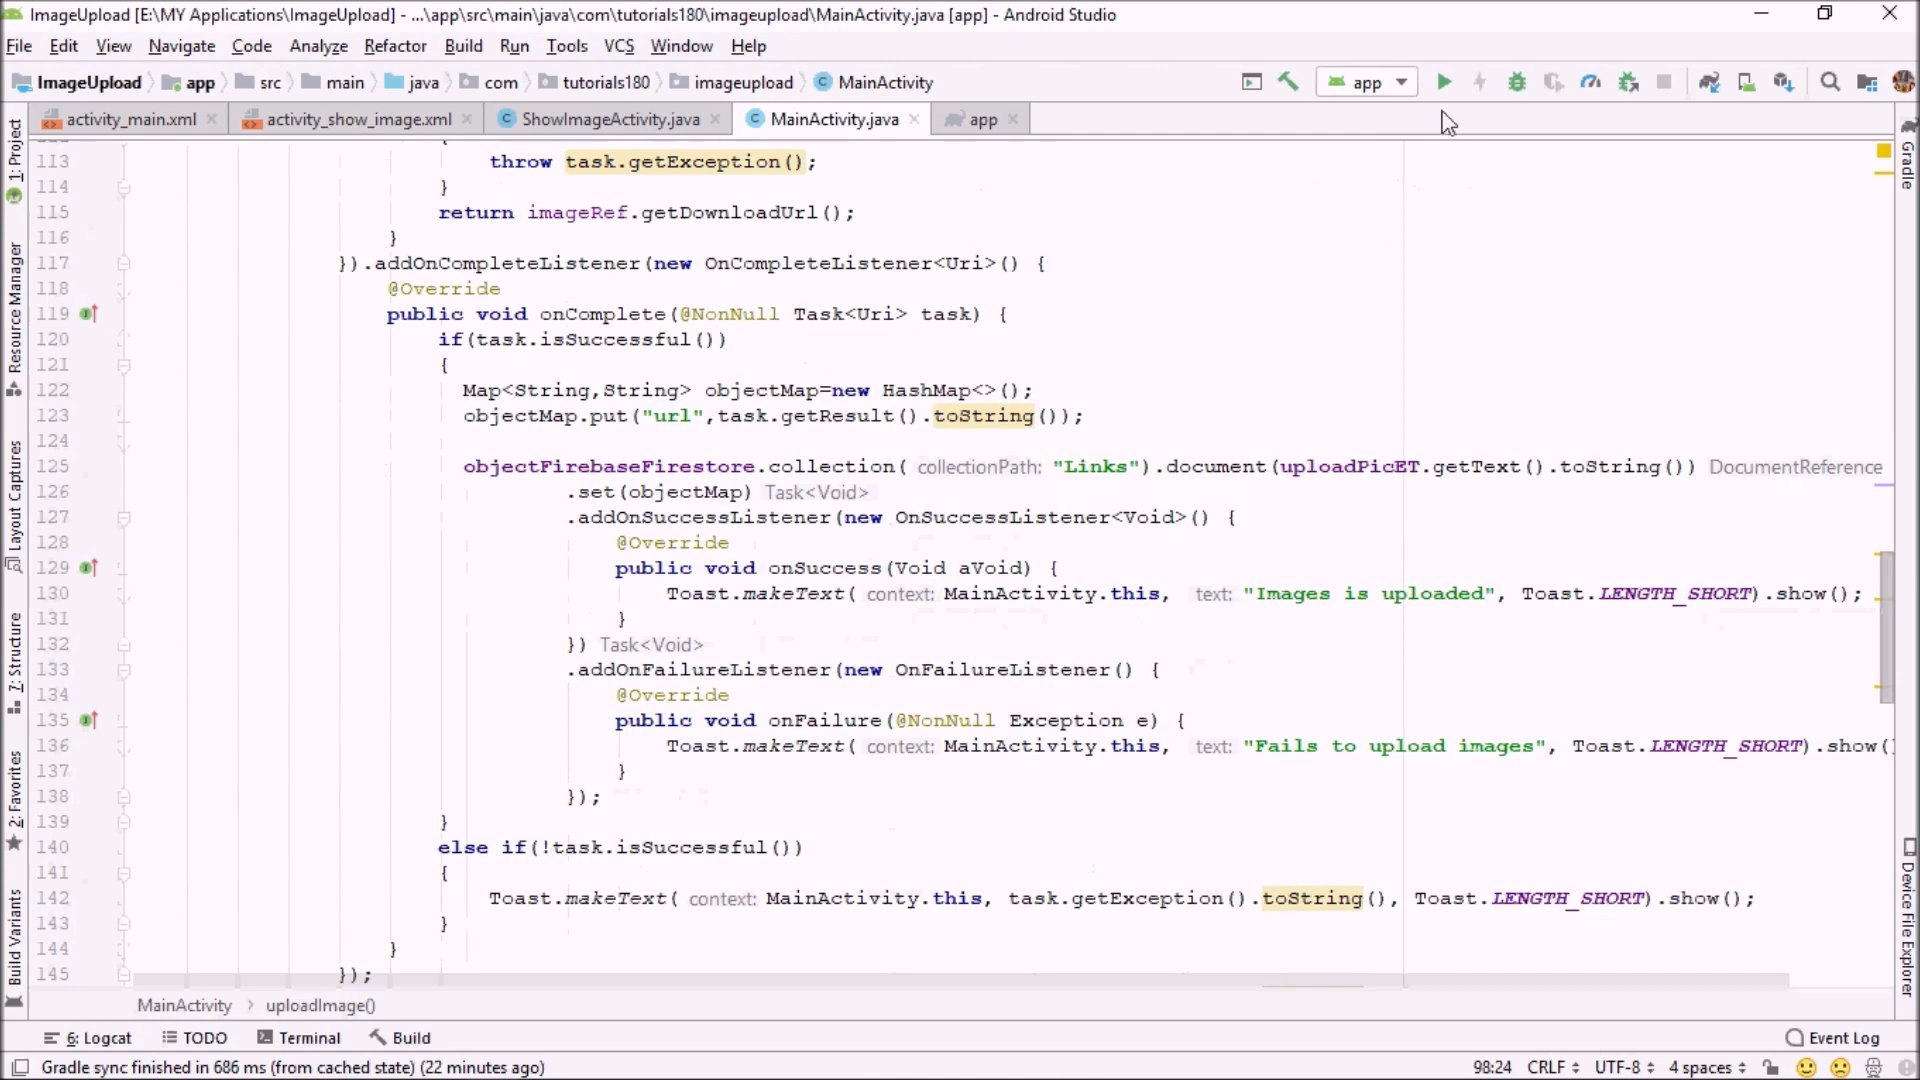 ImageUpload [E:\MY Applications\ImageUpload] - ...\app\src\main\java\com\tutorials180\imageupload\MainActivity.java [app] - Android Studio
File Edit View Navigate Code Analyze Refactor Build Run Tools VCS Window Help
ImageUpload app src main java com tutorials180 imageupload MainActivity app
activity_main.xml activity_show_image.xml ShowImageActivity.java MainActivity.java app
113 throw task.getException();
114 }
115 return imageRef.getDownloadUrl();
116 }
117 }).addOnCompleteListener(new OnCompleteListener<Uri>() {
118 @Override
119 public void onComplete(@NonNull Task<Uri> task) {
120 if(task.isSuccessful())
121 {
122 Map<String,String> objectMap=new HashMap<>();
123 objectMap.put("url",task.getResult().toString());
124
125 objectFirebaseFirestore.collection( collectionPath: "Links").document(uploadPicET.getText().toString()) DocumentReference
126 .set(objectMap) Task<Void>
127 .addOnSuccessListener(new OnSuccessListener<Void>() {
128 @Override
129 public void onSuccess(Void aVoid) {
130 Toast.makeText( context: MainActivity.this, text: "Images is uploaded", Toast.LENGTH_SHORT).show();
131 }
132 }) Task<Void>
133 .addOnFailureListener(new OnFailureListener() {
134 @Override
135 public void onFailure(@NonNull Exception e) {
136 Toast.makeText( context: MainActivity.this, text: "Fails to upload images", Toast.LENGTH_SHORT).show()
137 }
138 });
139 }
140 else if(!task.isSuccessful())
141 {
142 Toast.makeText( context: MainActivity.this, task.getException().toString(), Toast.LENGTH_SHORT).show();
143 }
144 }
145 });
MainActivity > uploadImage()
6: Logcat TODO Terminal Build Event Log
Gradle sync finished in 686 ms (from cached state) (22 minutes ago) 98:24 CRLF UTF-8 4 spaces
1: Project
Resource Manager
Layout Captures
7: Structure
2: Favorites
Build Variants
Gradle
Device File Explorer